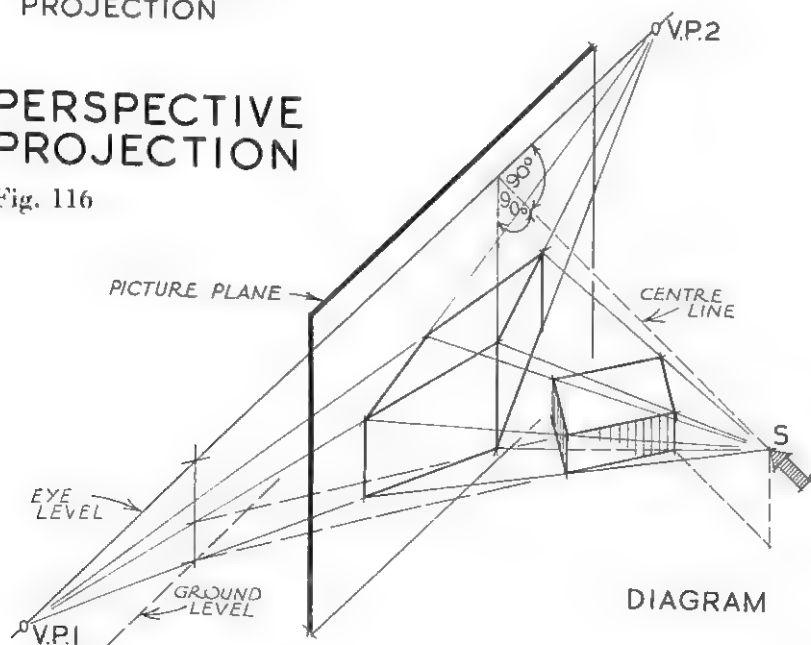 PROJECTION
PERSPECTIVE
PROJECTION
Fig. 116
V.P.2
90°
90°
PICTURE PLANE
CENTRE
LINE
S
EYE
LEVEL
GROUND
LEVEL
V.P.1
DIAGRAM